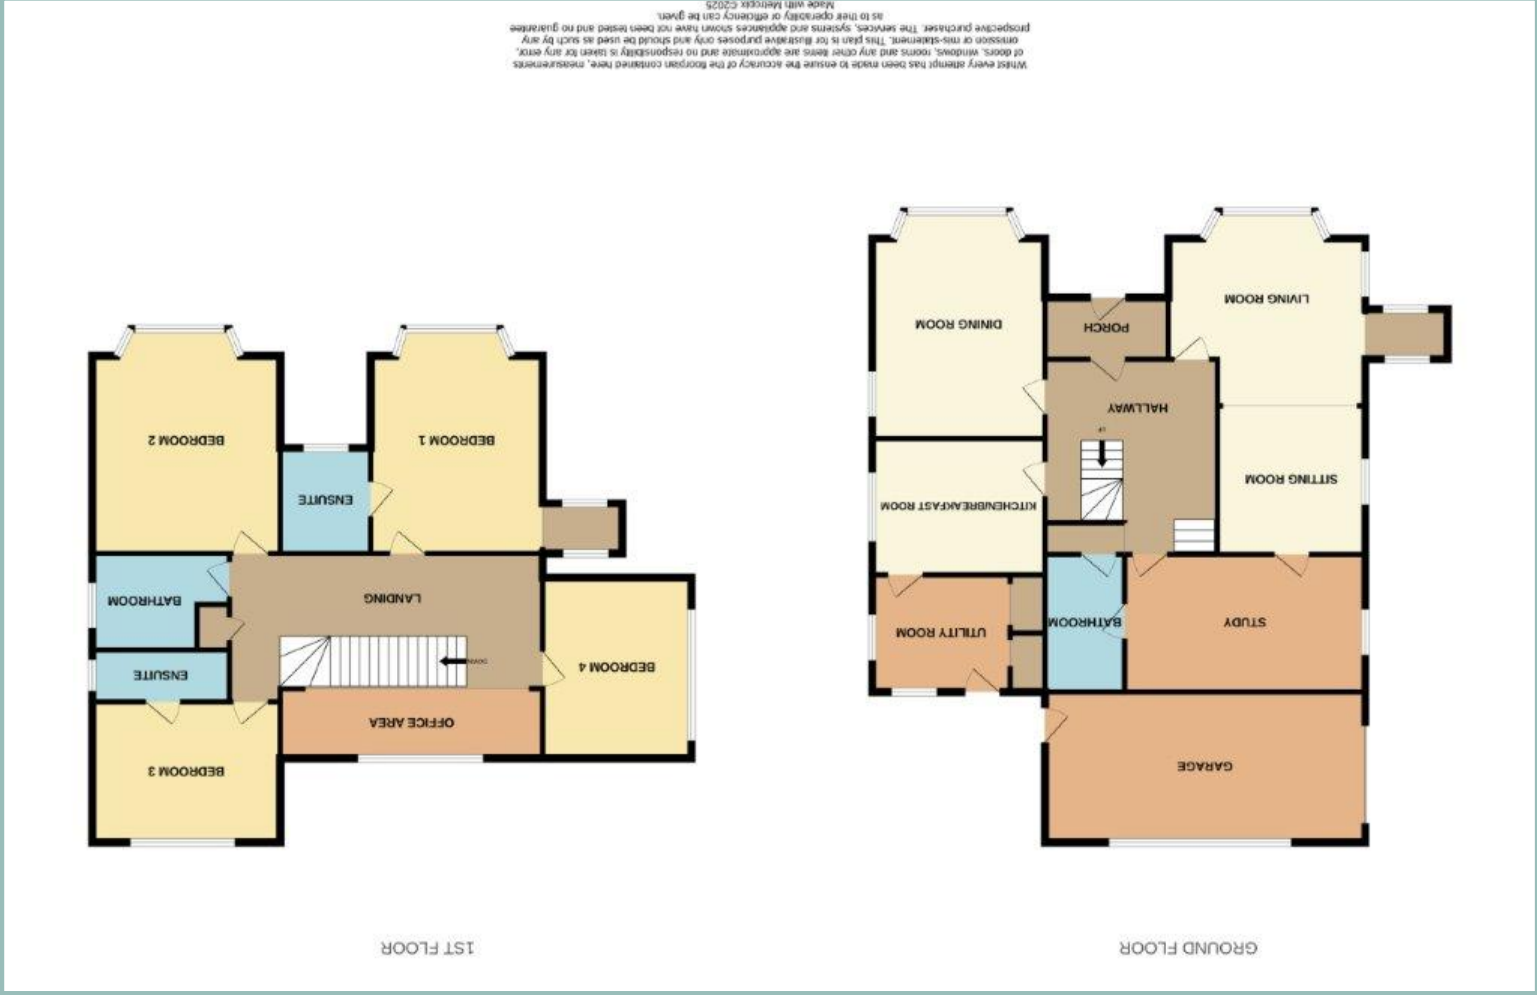 GROUND FLOOR
1ST FLOOR
GARAGE
STUDY
BATHROOM
UTILITY ROOM
SITTING ROOM
KITCHEN/BREAKFAST ROOM
UP
HALLWAY
PORCH
DINING ROOM
LIVING ROOM
BEDROOM 3
OFFICE AREA
ENSUITE
BEDROOM 4
DOWN
BATHROOM
LANDING
ENSUITE
BEDROOM 1
BEDROOM 2
Whilst every attempt has been made to ensure the accuracy of the floorplan contained here, measurements
of doors, windows, rooms and any other items are approximate and no responsibility is taken for any error,
omission or mis-statement. This plan is for illustrative purposes only and should be used as such by any
prospective purchaser. The services, systems and appliances shown have not been tested and no guarantee
as to their operability or efficiency can be given.
Made with Metropix ©2025